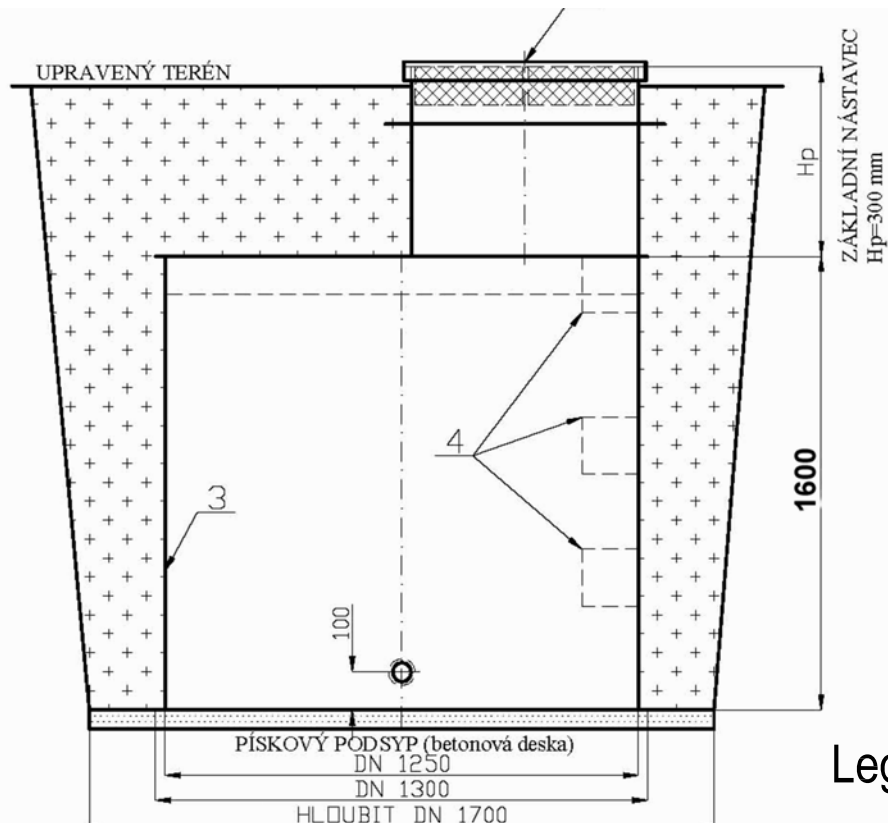 UPRAVENÝ TERÉN
Hp
ZÁKLADNÍ NÁSTAVEC
Hp=300 mm
4
1600
3
100
PÍSKOVÝ PODSYP (betonová deska)
DN 1250
DN 1300
HLOUBIT DN 1700
Leg